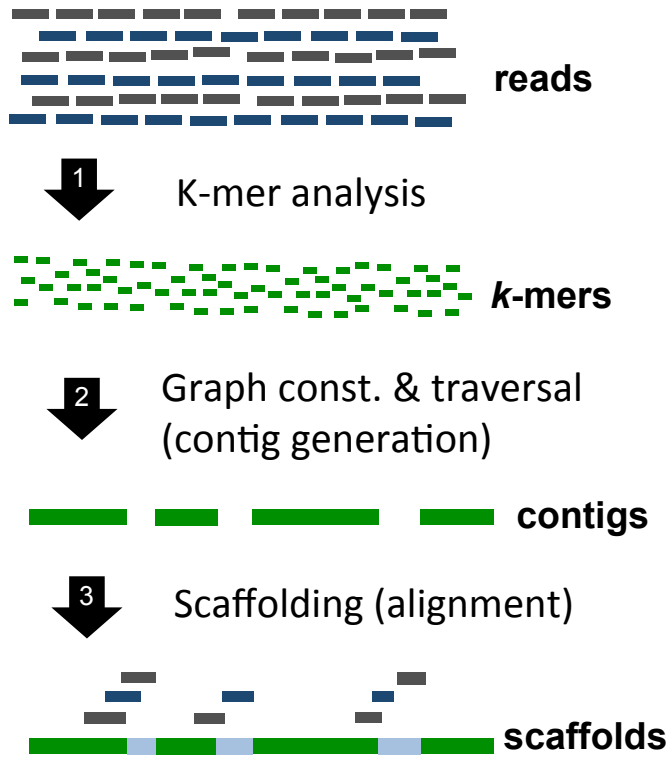 reads
1
K-mer analysis
k-mers
2
Graph const. & traversal
(contig generation)
contigs
3
Scaffolding (alignment)
scaffolds